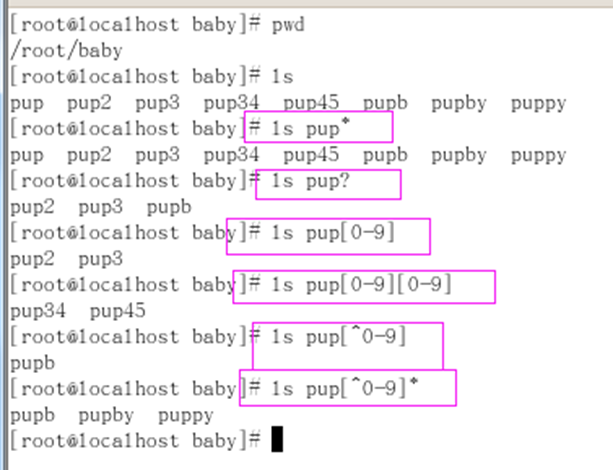 [root@localhost baby]# pwd
/root/baby
[root@localhost baby]# ls
pup  pup2  pup3  pup34  pup45  pupb  pupby  puppy
[root@localhost baby]# ls pup*
pup  pup2  pup3  pup34  pup45  pupb  pupby  puppy
[root@localhost baby]# ls pup?
pup2  pup3  pupb
[root@localhost baby]# ls pup[0-9]
pup2  pup3
[root@localhost baby]# ls pup[0-9][0-9]
pup34  pup45
[root@localhost baby]# ls pup[^0-9]
pupb
[root@localhost baby]# ls pup[^0-9]*
pupb  pupby  puppy
[root@localhost baby]#